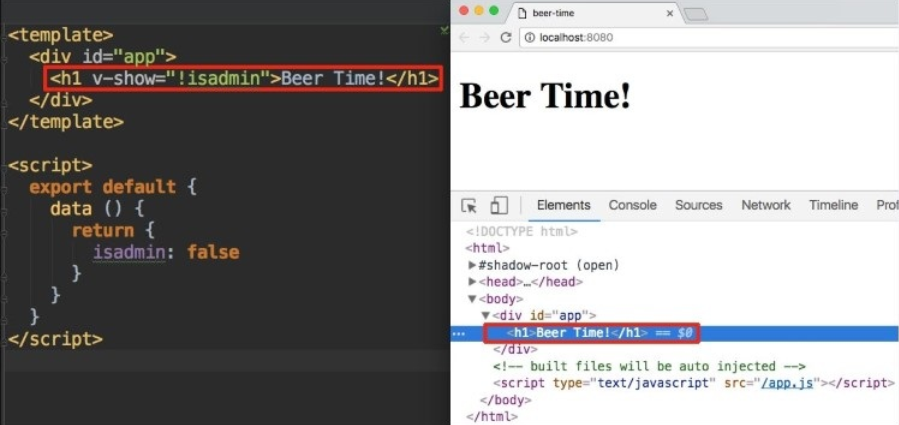 <template>
<div id="app">
<h1 v-show="!isadmin">Beer Time!</h1>
</div>
</template>
<script>
export default {
data () {
return {
isadmin: false
}
}
}
</script>
beer-time
localhost:8080
Beer Time!
Elements Console Sources Network Timeline Prof
<!DOCTYPE html>
<html>
#shadow-root (open)
<head>…</head>
<body>
<div id="app">
<h1>Beer Time!</h1> == $0
</div>
<!-- built files will be auto injected -->
<script type="text/javascript" src="/app.js"></script>
</body>
</html>